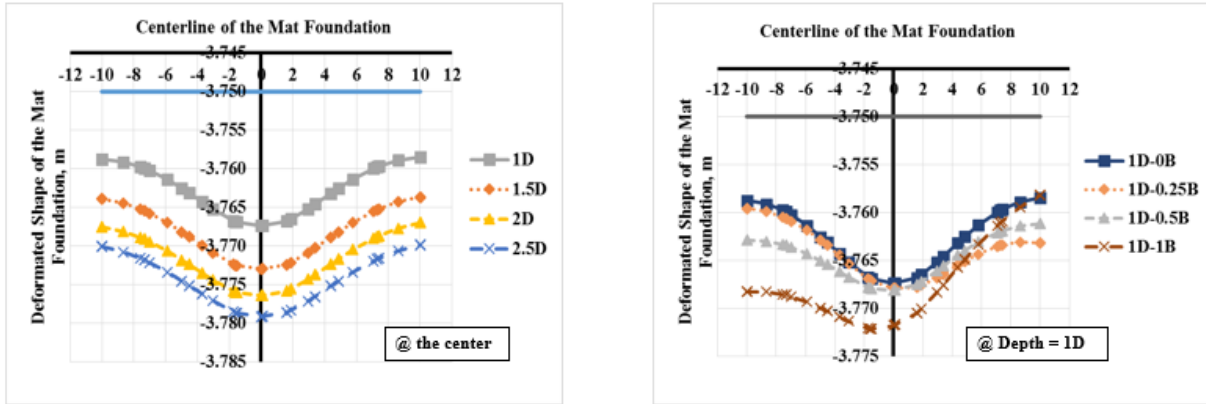 Centerline of the Mat Foundation
-3.745
-12 -10 -8 -6 -4 -2 0 2 4 6 8 10 12
-3.750
-3.755
-3.760
-3.765
-3.770
-3.775
-3.780
-3.785
Deformated Shape of the Mat
Foundation, m
1D
1.5D
2D
2.5D
@ the center
Centerline of the Mat Foundation
-3.745
-12 -10 -8 -6 -4 -2 0 2 4 6 8 10 12
-3.750
-3.755
-3.760
-3.765
-3.770
-3.775
Deformated Shape of the Mat
Foundation, m
1D-0B
1D-0.25B
1D-0.5B
1D-1B
@ Depth = 1D